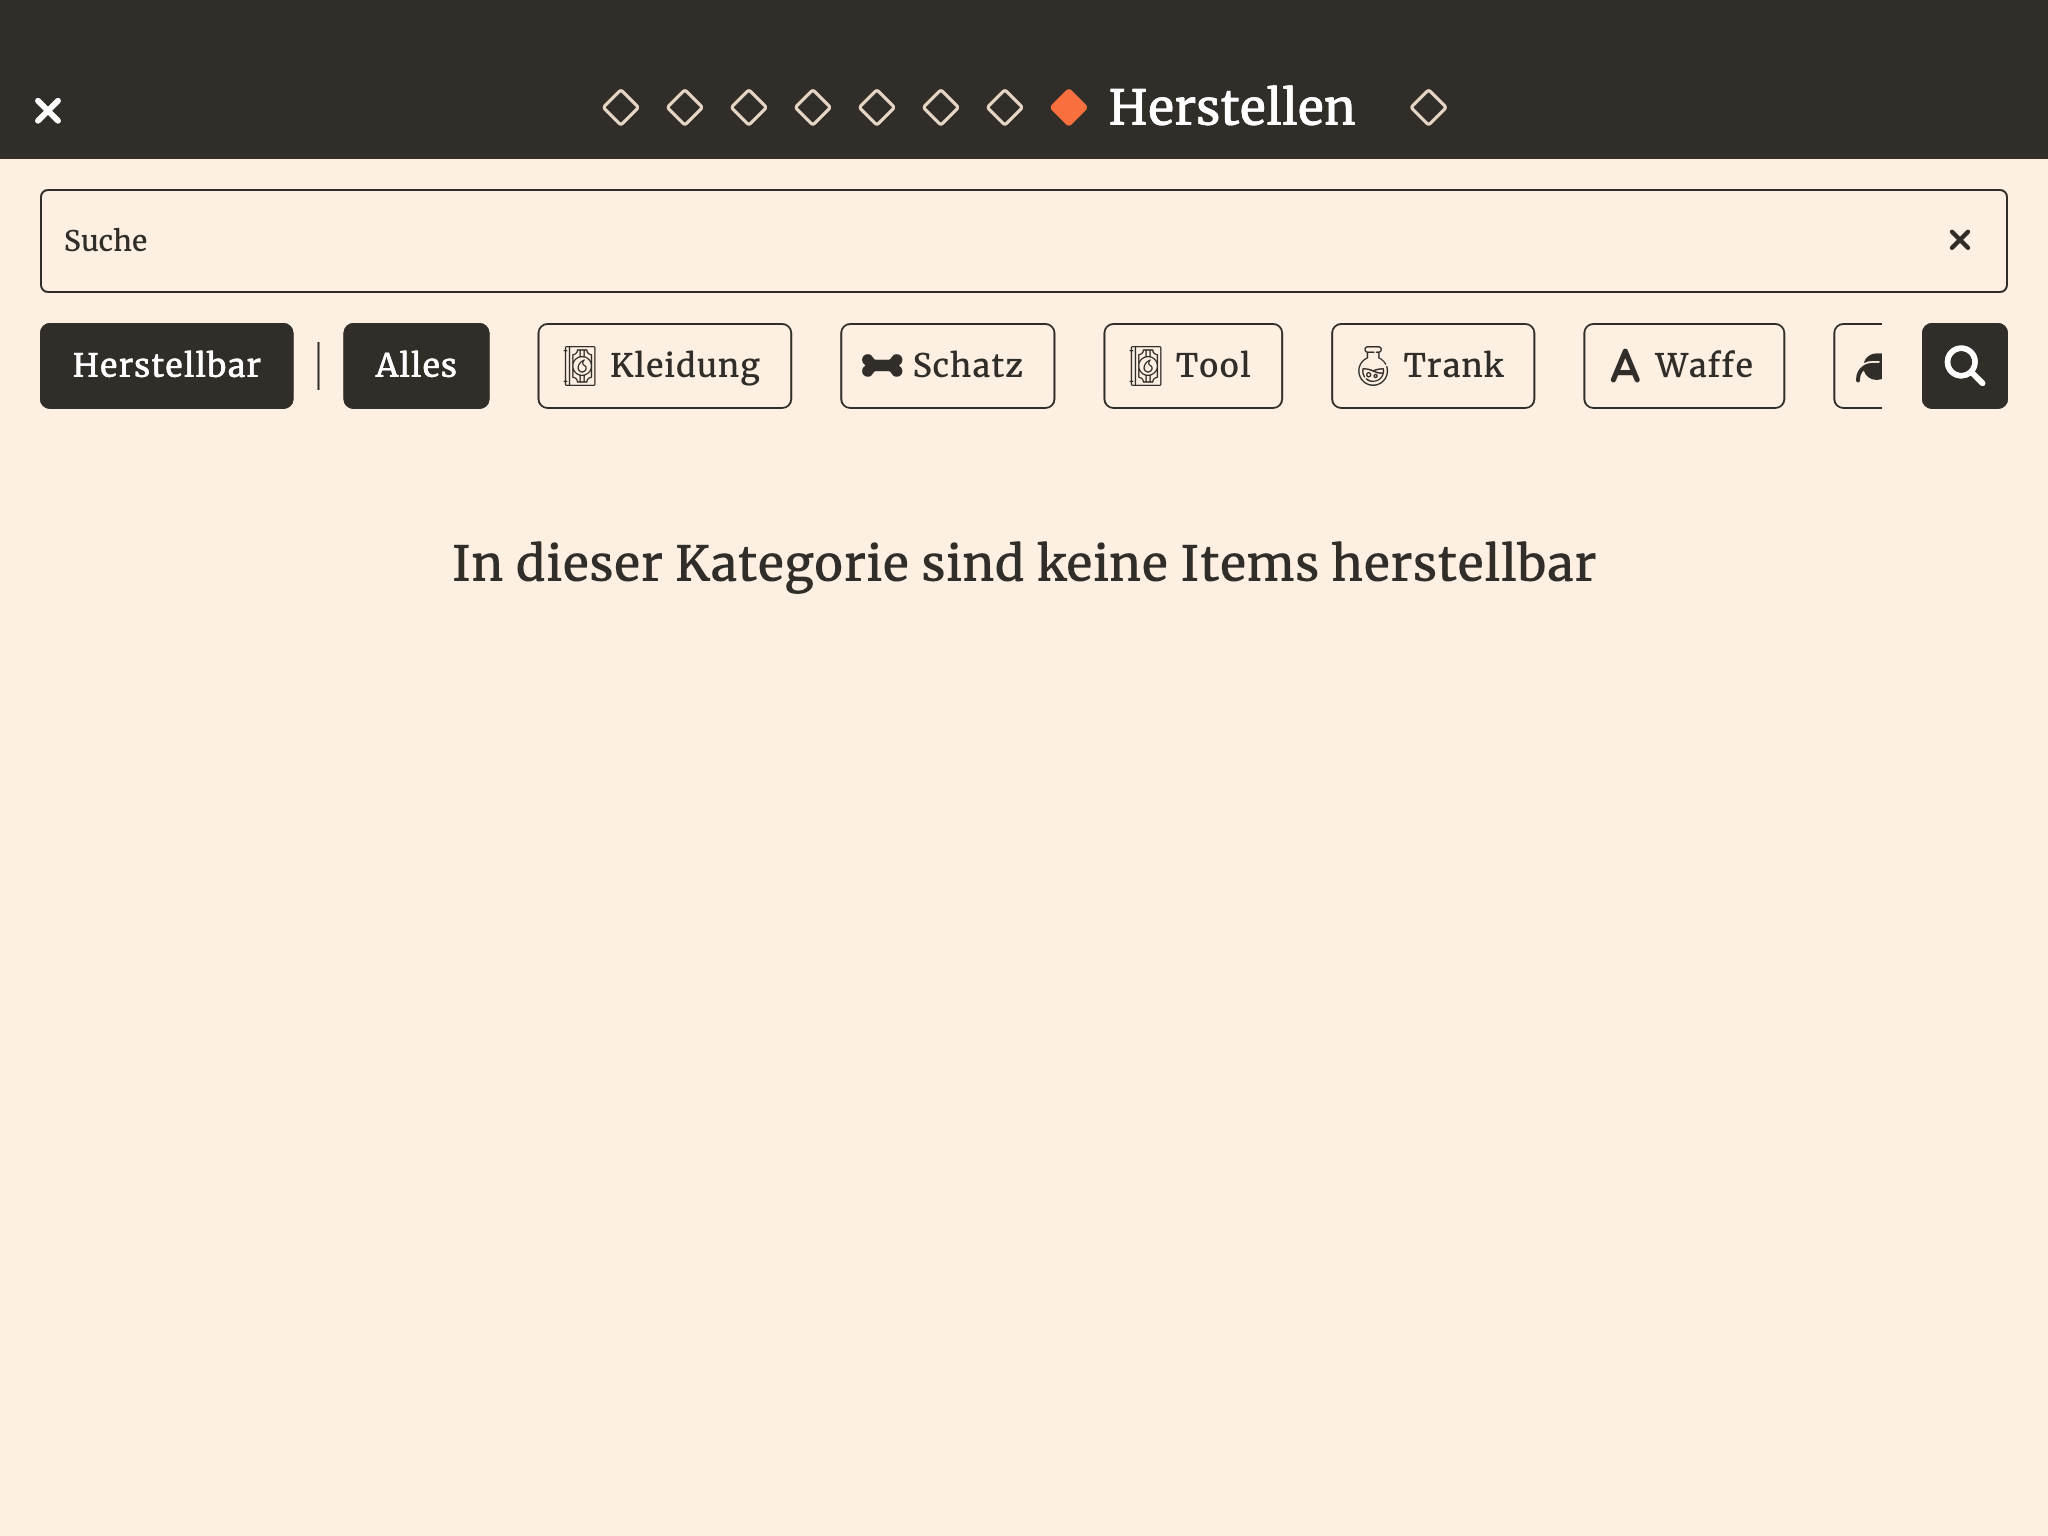 Herstellen
Suche
Herstellbar Alles Kleidung Schatz Tool Trank Waffe
In dieser Kategorie sind keine Items herstellbar